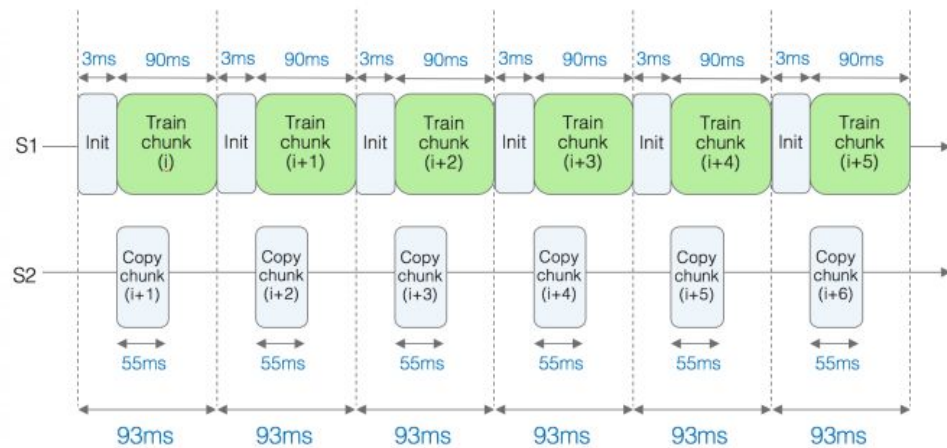 3ms 90ms 3ms 90ms 3ms 90ms 3ms 90ms 3ms 90ms 3ms 90ms
S1
Init
Train
chunk
(i)
Init
Train
chunk
(i+1)
Init
Train
chunk
(i+2)
Init
Train
chunk
(i+3)
Init
Train
chunk
(i+4)
Init
Train
chunk
(i+5)
S2
Copy
chunk
(i+1)
Copy
chunk
(i+2)
Copy
chunk
(i+3)
Copy
chunk
(i+4)
Copy
chunk
(i+5)
Copy
chunk
(i+6)
55ms 55ms 55ms 55ms 55ms 55ms
93ms 93ms 93ms 93ms 93ms 93ms